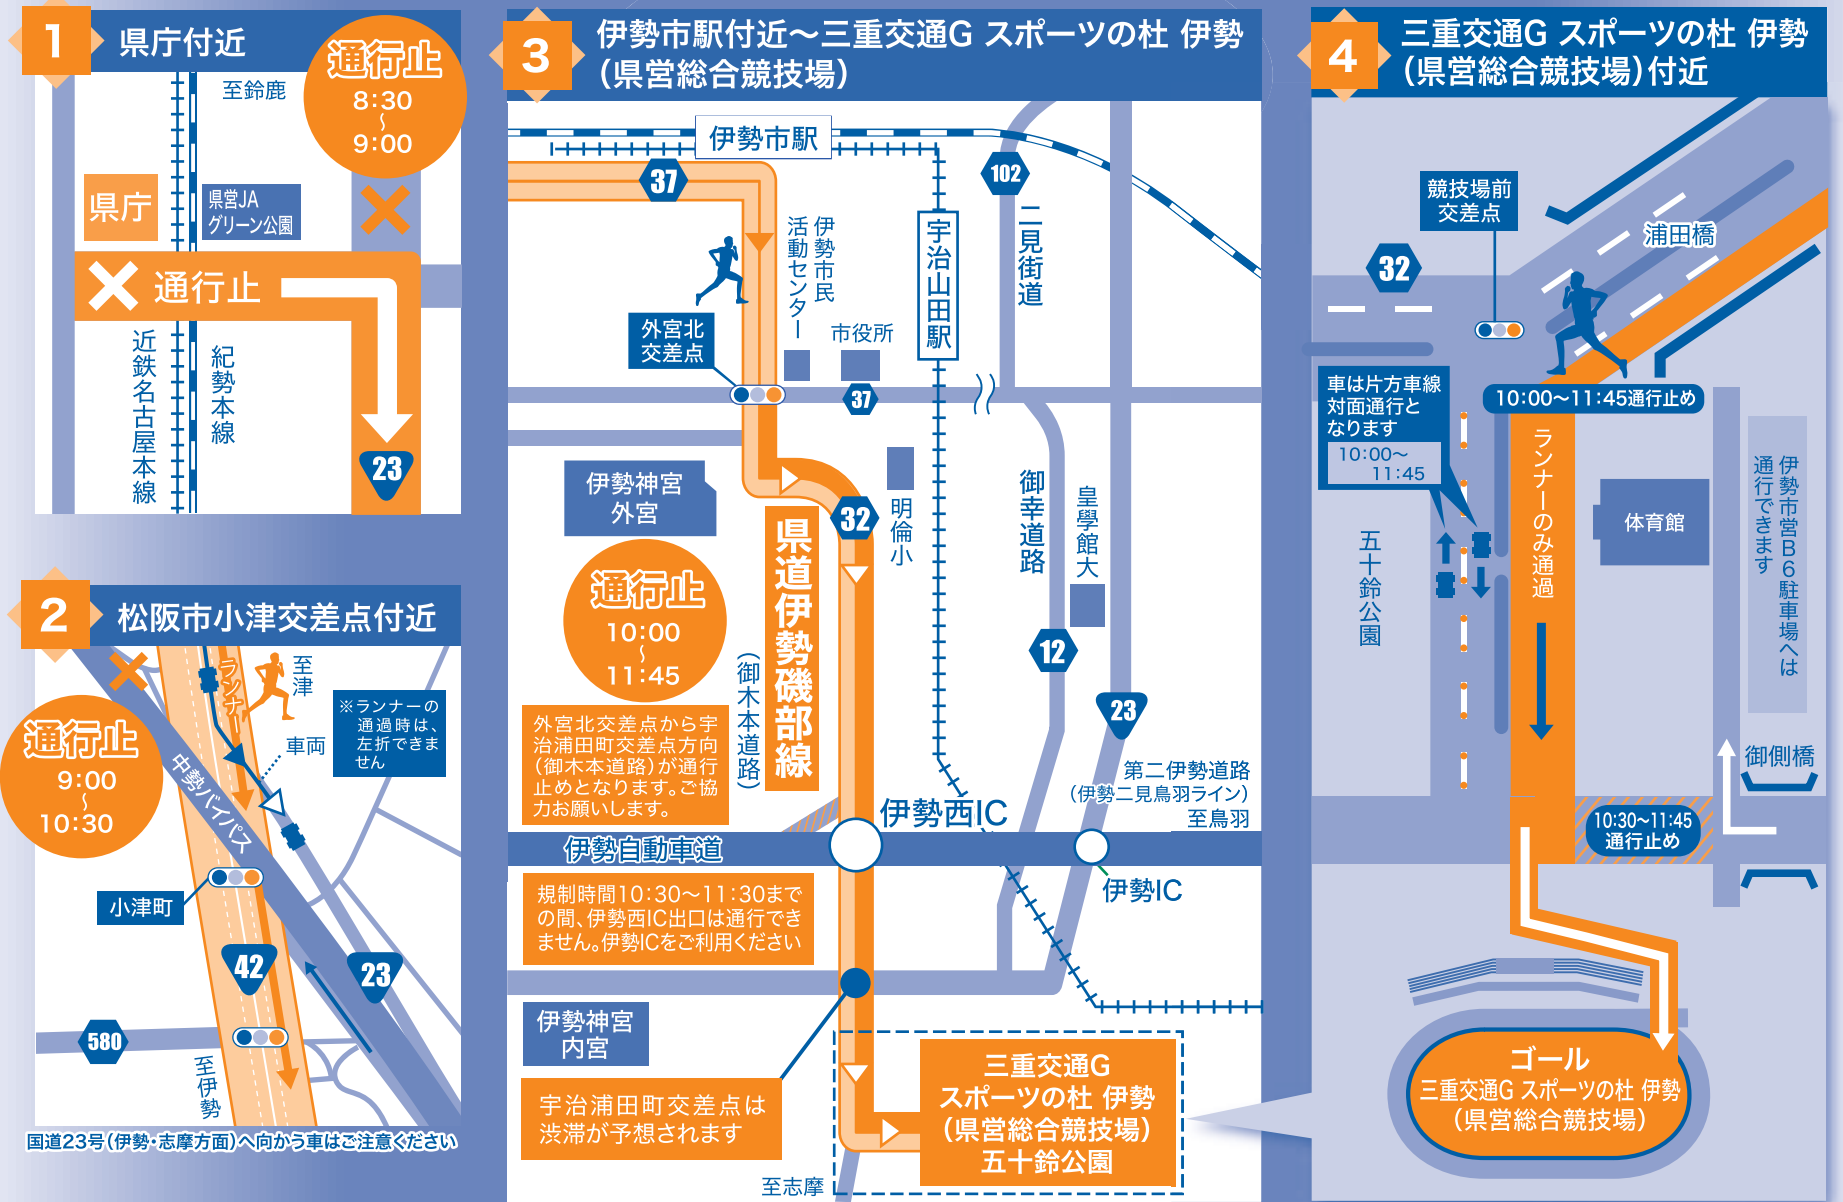 1
県庁付近
通行止
8:30
〜
9:00
至鈴鹿
県庁
県営JA
グリーン公園
通行止
近鉄名古屋本線
紀勢本線
23
2
松阪市小津交差点付近
通行止
9:00
〜
10:30
ランナー
至津
車両
※ランナーの
通過時は、
左折できま
せん
中勢バイパス
小津町
42
23
580
至伊勢
国道23号(伊勢・志摩方面)へ向かう車はご注意ください
3
伊勢市駅付近〜三重交通G スポーツの杜 伊勢
(県営総合競技場)
伊勢市駅
37
102
伊勢市民
活動センター
市役所
宇治山田駅
二見街道
外宮北
交差点
37
伊勢神宮
外宮
明倫小
御幸道路
皇學館大
32
県道伊勢磯部線
(御木本道路)
通行止
10:00
〜
11:45
12
23
外宮北交差点から宇
治浦田町交差点方向
(御木本道路)が通行
止めとなります。ご協
力お願いします。
第二伊勢道路
(伊勢二見鳥羽ライン)
至鳥羽
伊勢西IC
伊勢自動車道
伊勢IC
規制時間10:30〜11:30まで
の間、伊勢西IC出口は通行でき
ません。伊勢ICをご利用ください
伊勢神宮
内宮
宇治浦田町交差点は
渋滞が予想されます
三重交通G
スポーツの杜 伊勢
(県営総合競技場)
五十鈴公園
至志摩
4
三重交通G スポーツの杜 伊勢
(県営総合競技場)付近
競技場前
交差点
浦田橋
32
車は片方車線
対面通行と
なります
10:00〜
11:45
10:00〜11:45通行止め
ランナーのみ通過
体育館
伊勢市営B6駐車場へは
通行できます
五十鈴公園
御側橋
10:30〜11:45
通行止め
ゴール
三重交通G スポーツの杜 伊勢
(県営総合競技場)